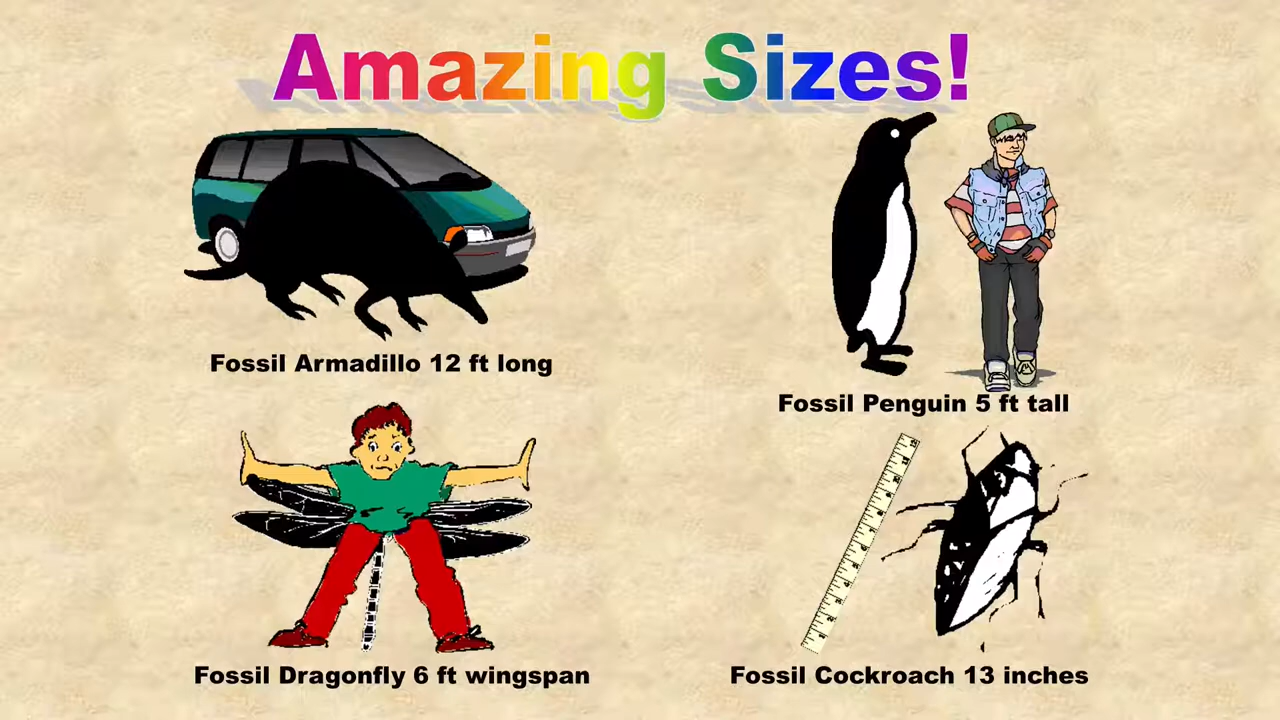 Amazing Sizes!
Fossil Armadillo 12 ft long
Fossil Penguin 5 ft tall
Fossil Dragonfly 6 ft wingspan
Fossil Cockroach 13 inches